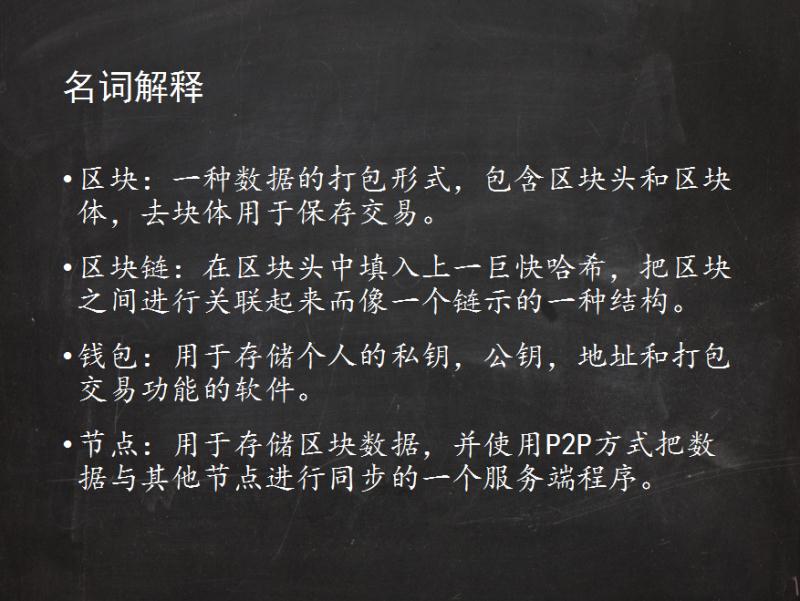 名词解释
•区块：一种数据的打包形式，包含区块头和区块
体，去块体用于保存交易。
•区块链：在区块头中填入上一巨快哈希，把区块
之间进行关联起来而像一个链示的一种结构。
•钱包：用于存储个人的私钥，公钥，地址和打包
交易功能的软件。
•节点：用于存储区块数据，并使用P2P方式把数
据与其他节点进行同步的一个服务端程序。